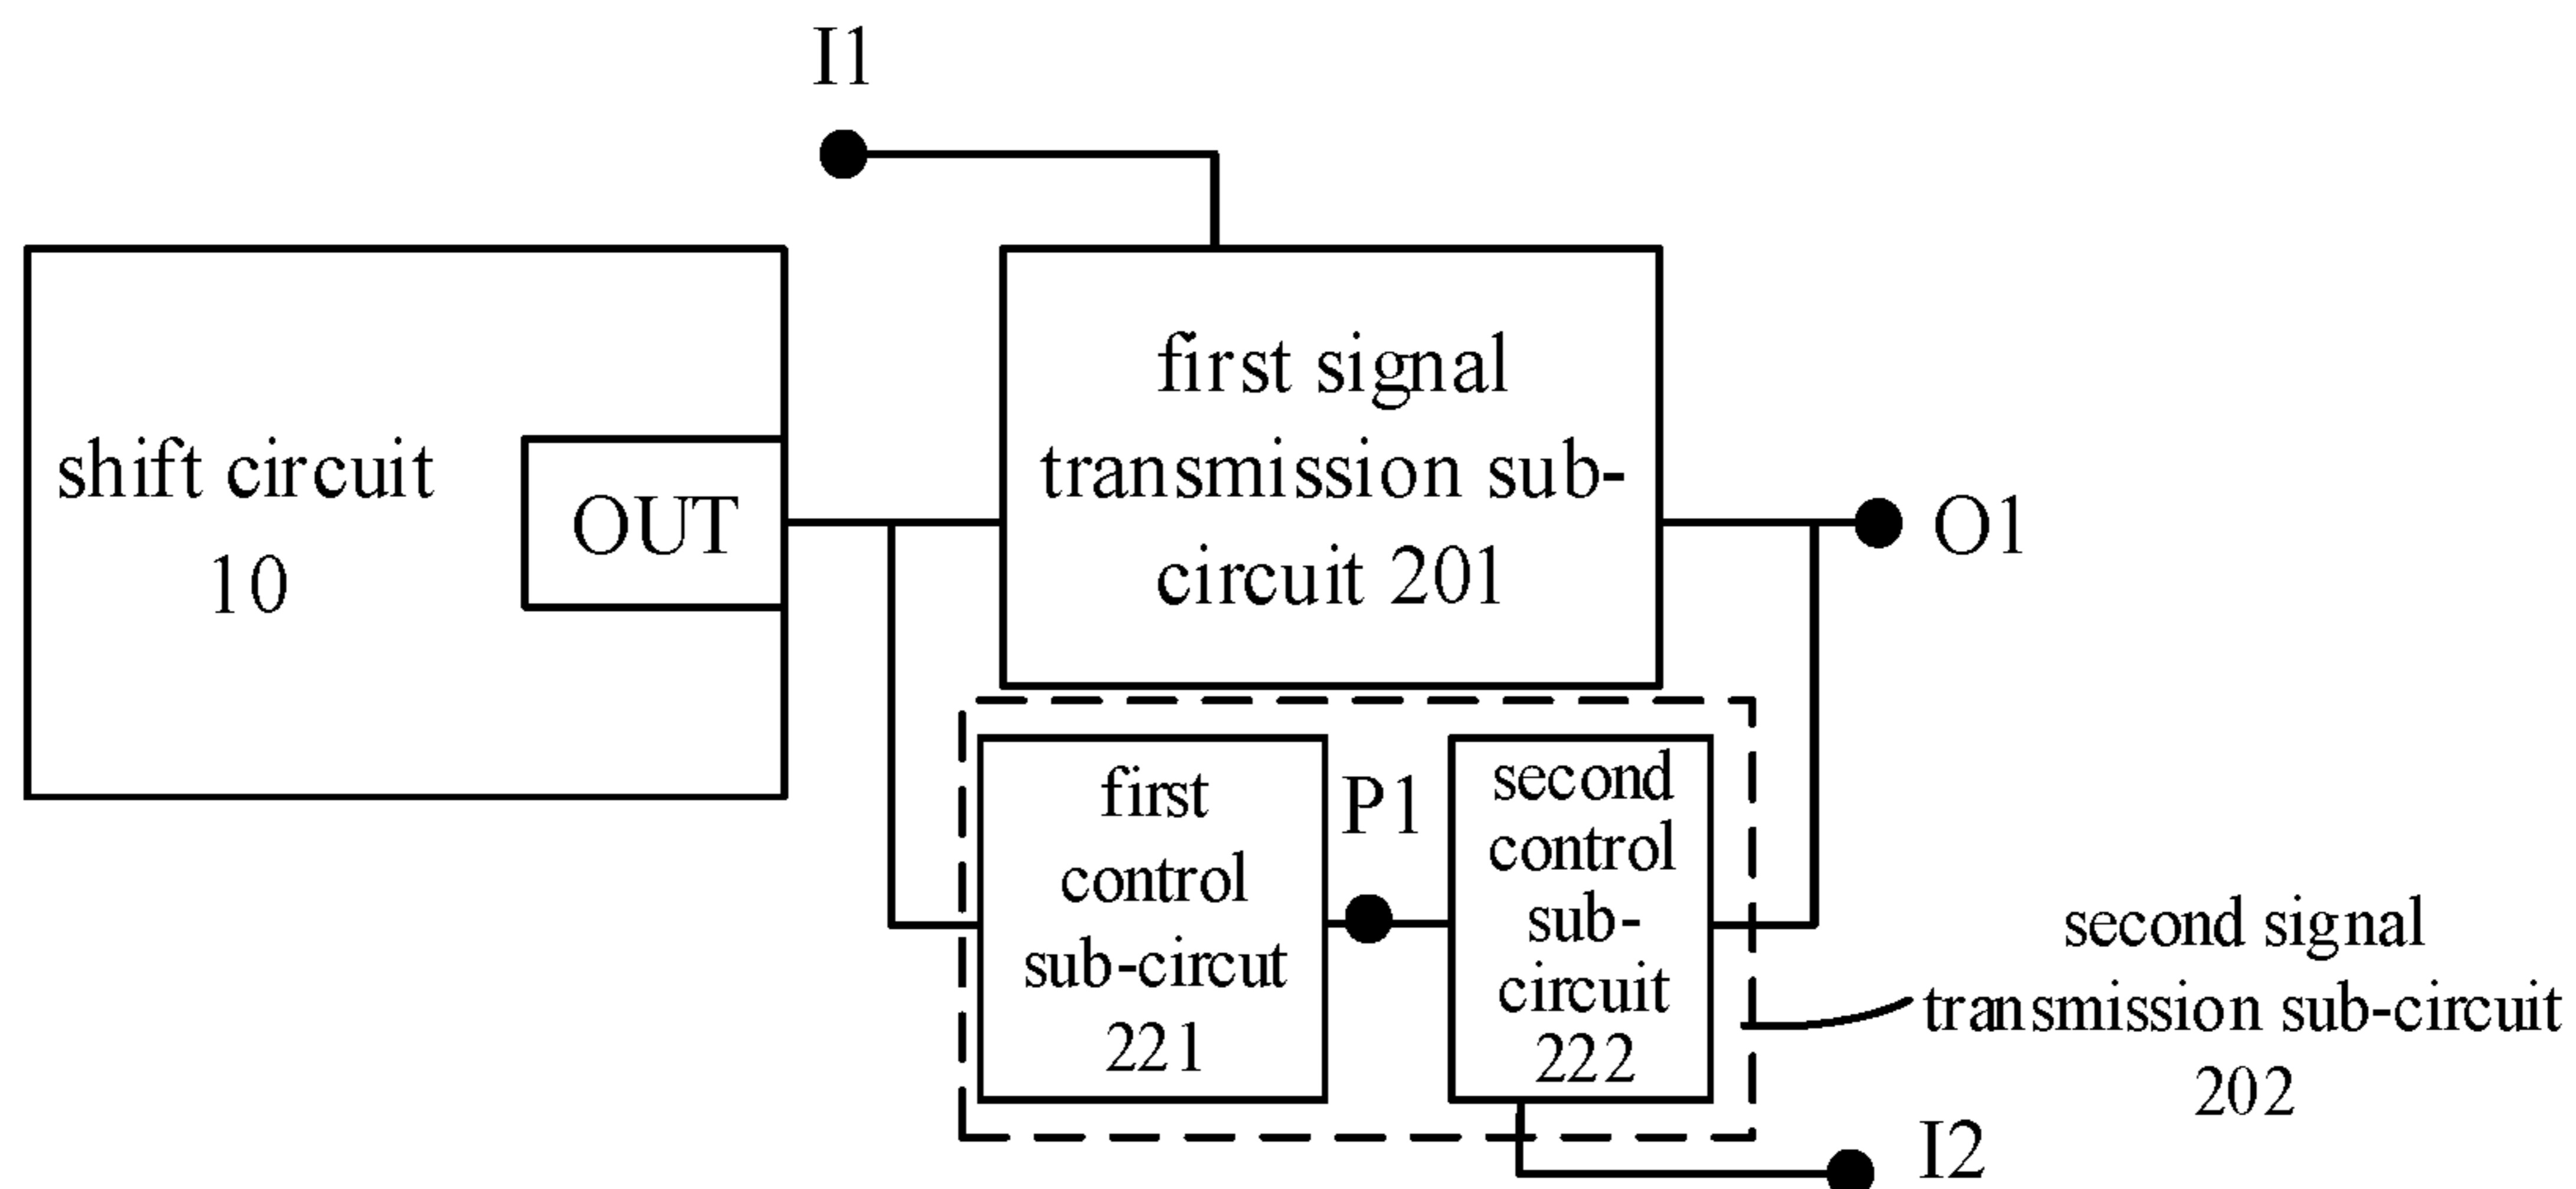 I1
shift circuit
10
OUT
first signal
transmission sub-
circuit 201
O1
first
control
sub-circut
221
P1
second
control
sub-
circuit
222
second signal
transmission sub-circuit
202
I2